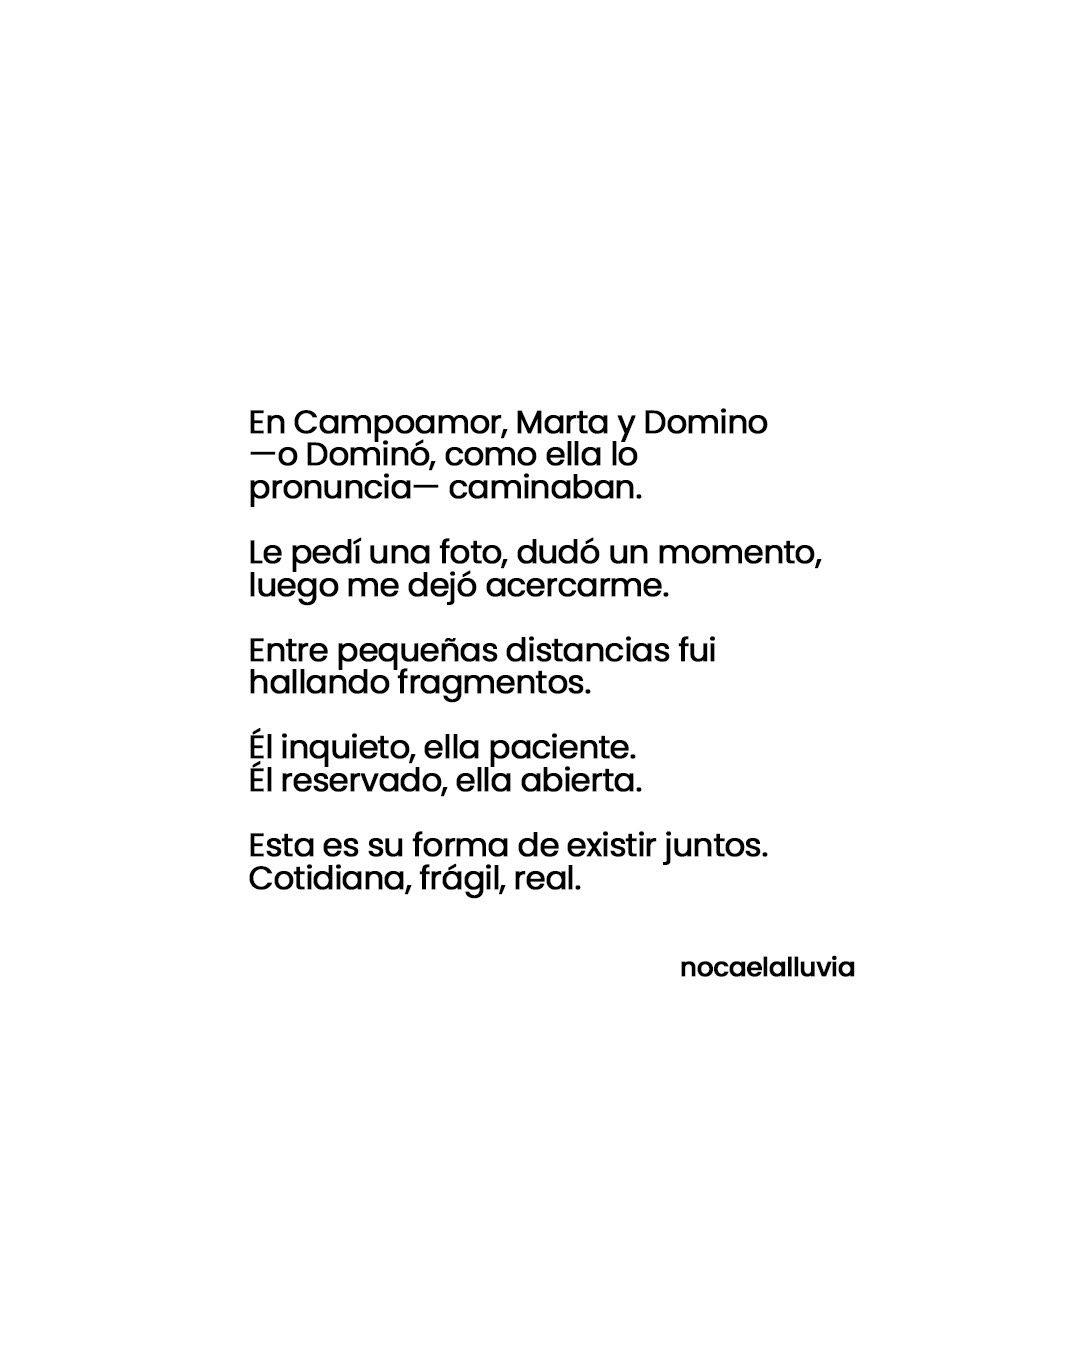 En Campoamor, Marta y Domino
—o Dominó, como ella lo
pronuncia— caminaban.
Le pedí una foto, dudó un momento,
luego me dejó acercarme.
Entre pequeñas distancias fui
hallando fragmentos.
Él inquieto, ella paciente.
Él reservado, ella abierta.
Esta es su forma de existir juntos.
Cotidiana, frágil, real.
nocaelalluvia